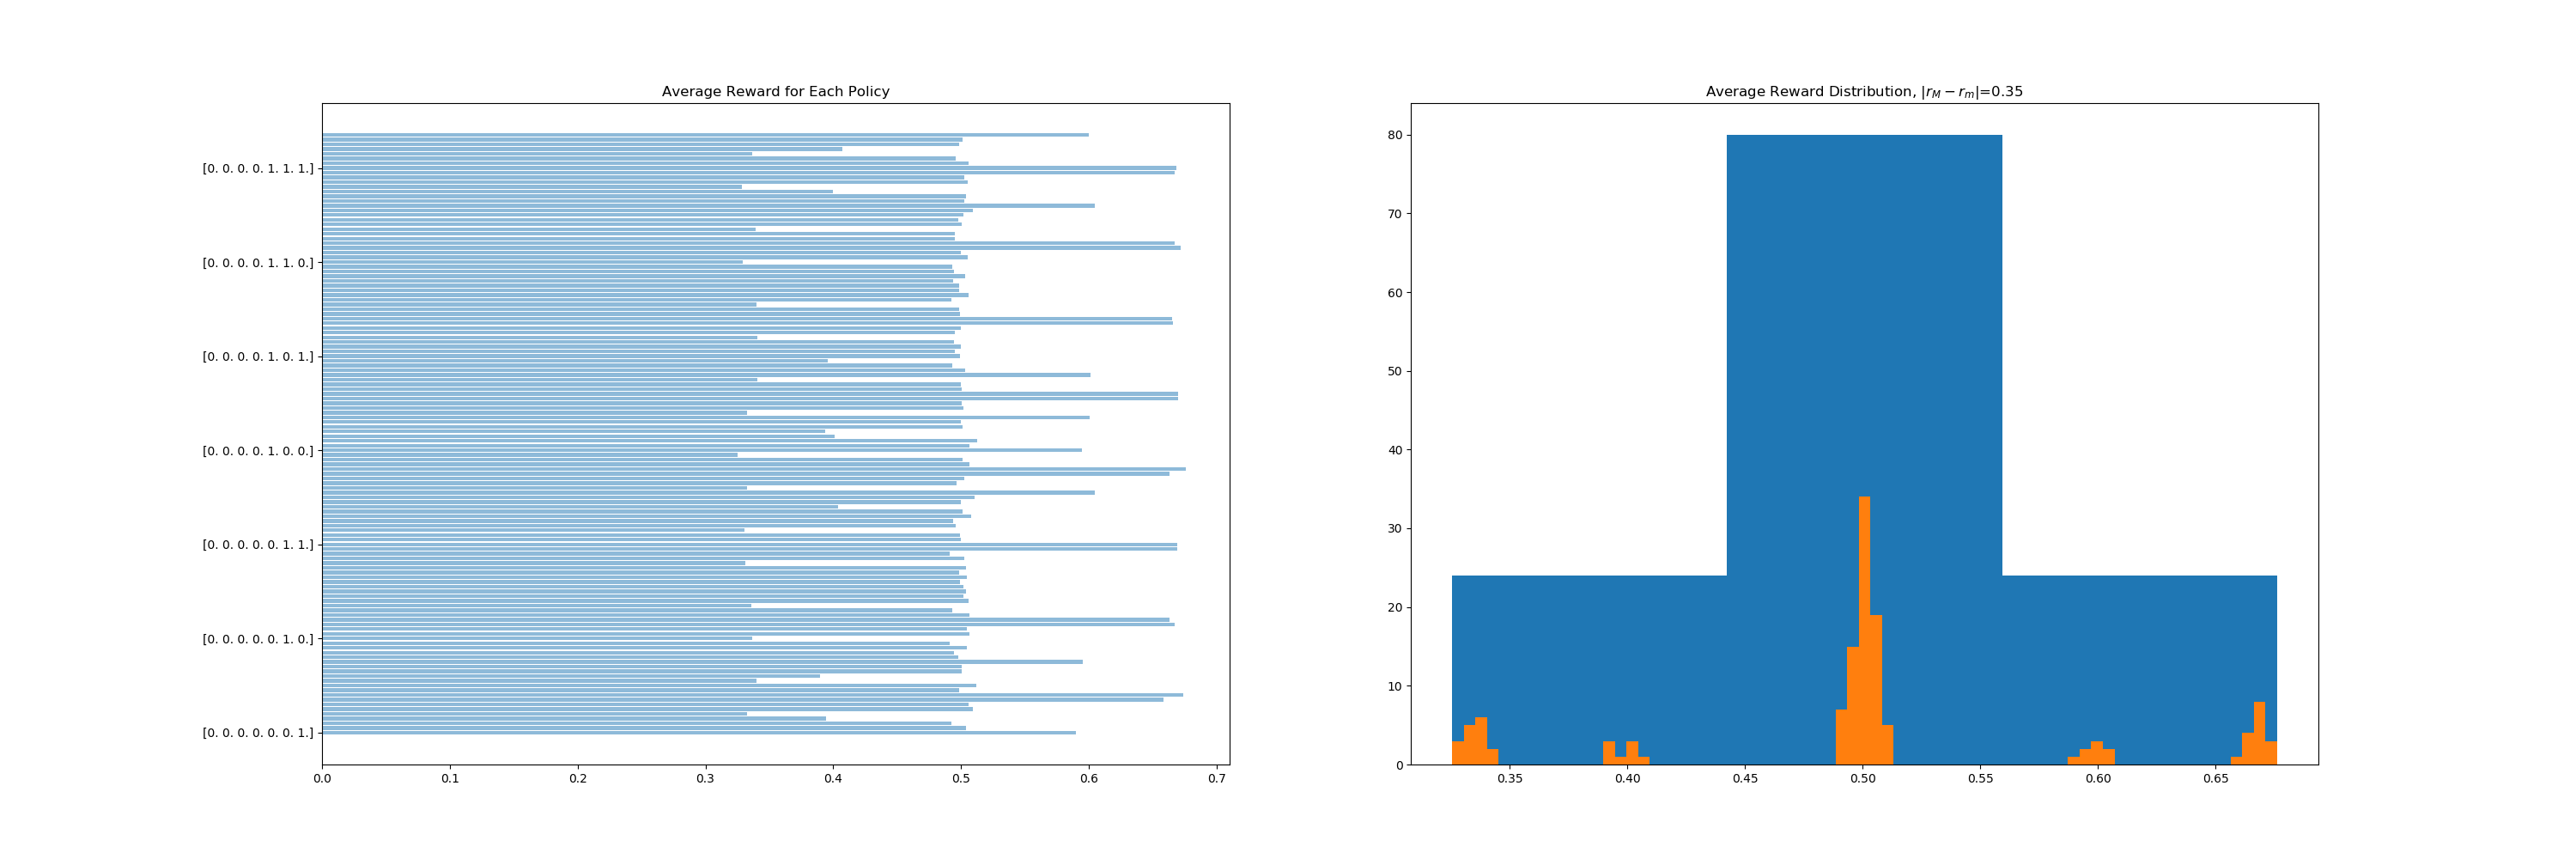 Average Reward for Each Policy
[0. 0. 0. 0. 1. 1. 1.]
[0. 0. 0. 0. 1. 1. 0.]
[0. 0. 0. 0. 1. 0. 1.]
[0. 0. 0. 0. 1. 0. 0.]
[0. 0. 0. 0. 0. 1. 1.]
[0. 0. 0. 0. 0. 1. 0.]
[0. 0. 0. 0. 0. 0. 1.]
0.0 0.1 0.2 0.3 0.4 0.5 0.6 0.7
Average Reward Distribution, |r_M − r_m|=0.35
80
70
60
50
40
30
20
10
0
0.35 0.40 0.45 0.50 0.55 0.60 0.65